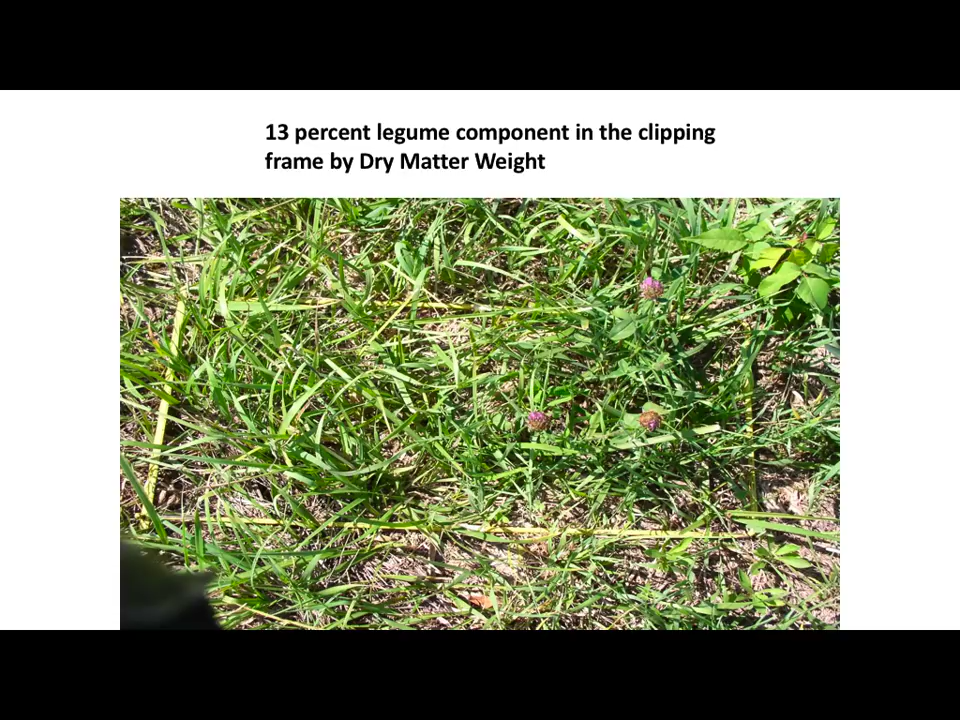 13 percent legume component in the clipping
frame by Dry Matter Weight